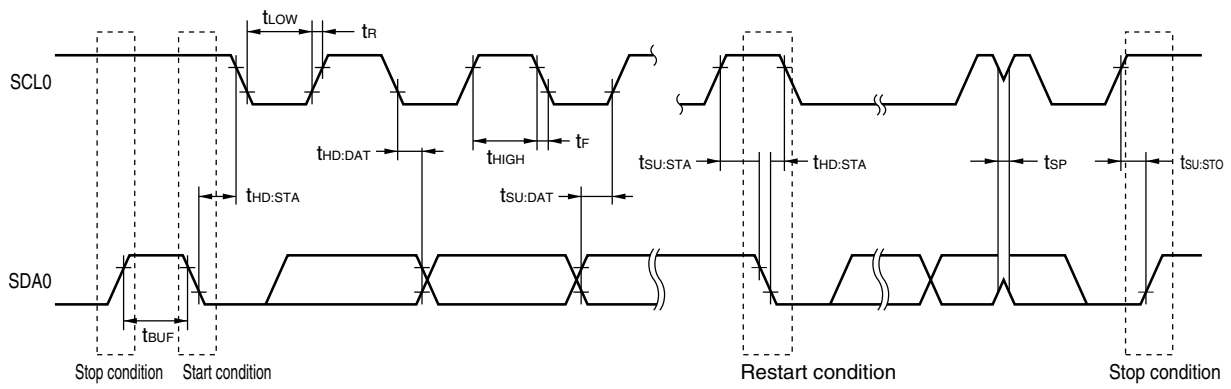 tLOW
tR
SCL0
tHD:DAT
tHIGH
tF
tSU:STA
tHD:STA
tSP
tSU:STO
tHD:STA
tSU:DAT
SDA0
tBUF
Stop condition
Start condition
Restart condition
Stop condition